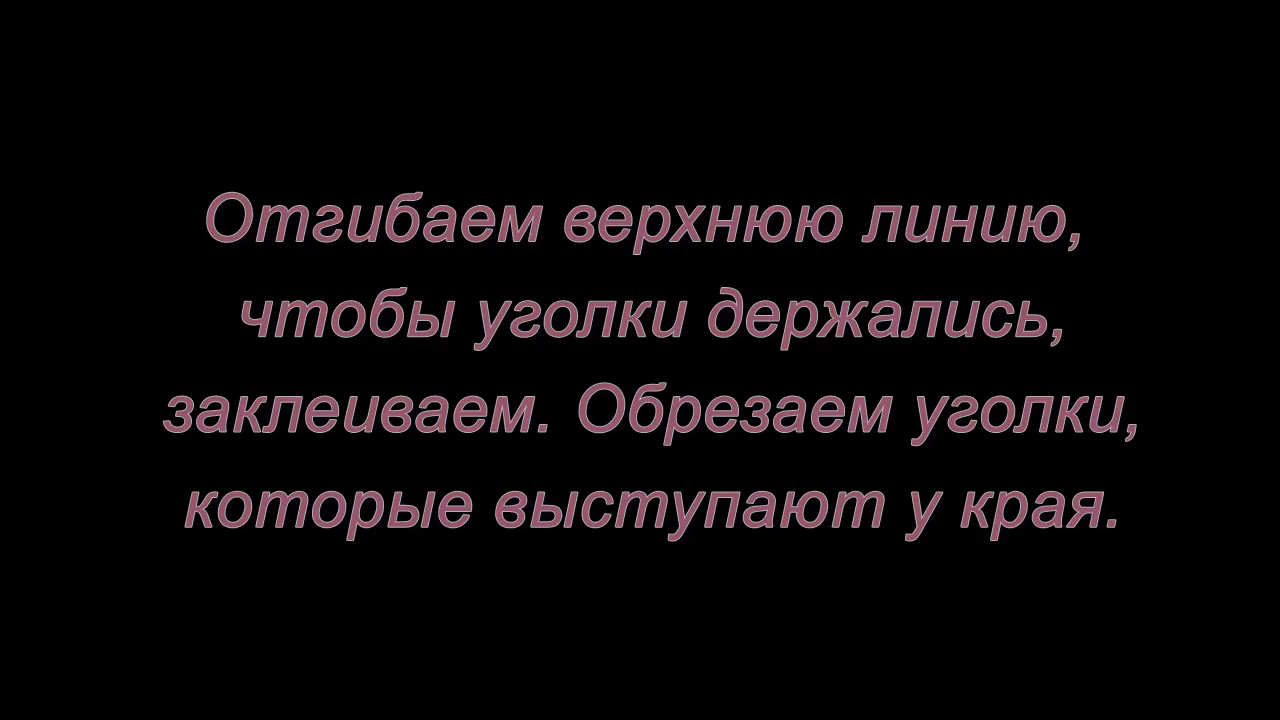 Отгибаем верхнюю линию,
чтобы уголки держались,
заклеиваем. Обрезаем уголки,
которые выступают у края.